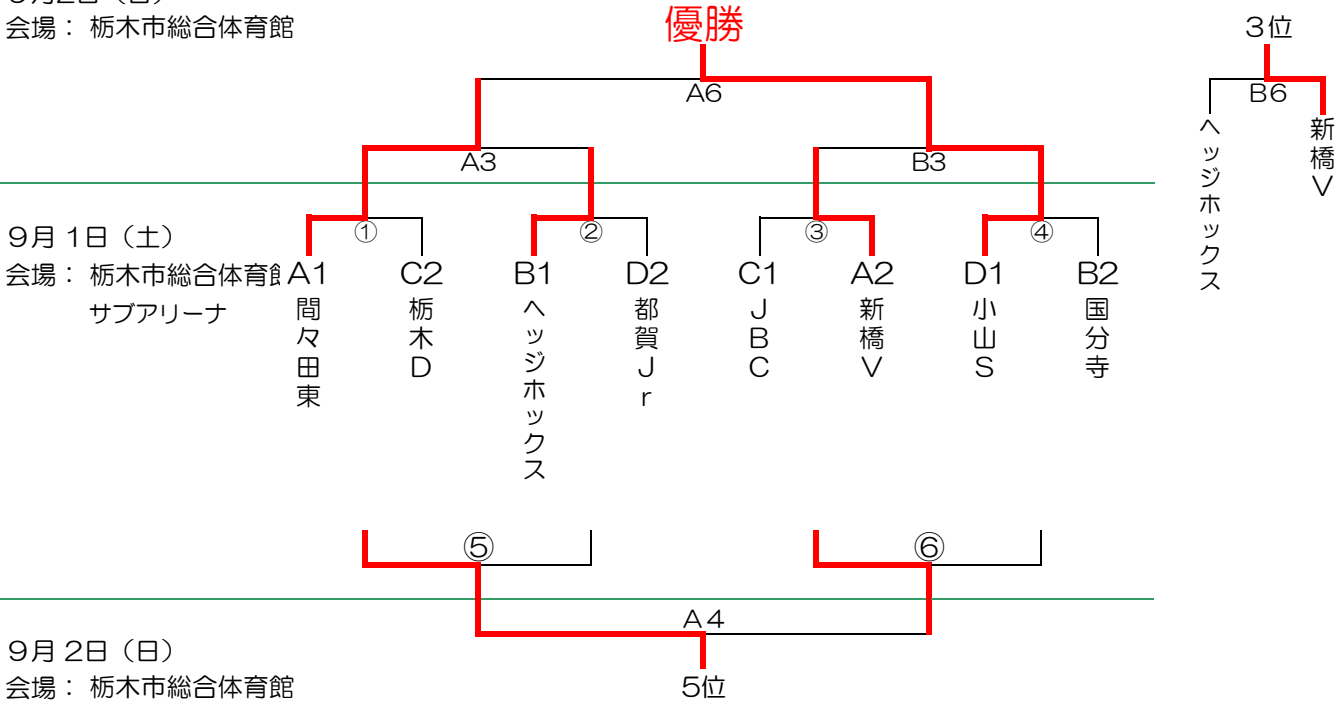 会場： 栃木市総合体育館
優勝
3位
A6
B6
ヘッジホックス
新橋V
A3
B3
9月 1日（土）
①
②
③
④
会場： 栃木市総合体育館
サブアリーナ
A1
C2
B1
D2
C1
A2
D1
B2
間々田東
栃木D
ヘッジホックス
都賀Jr
JBC
新橋V
小山S
国分寺
⑤
⑥
A4
9月 2日（日）
会場： 栃木市総合体育館
5位